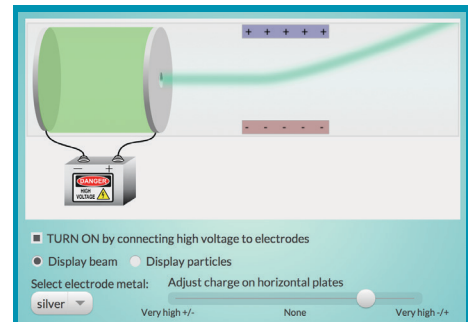 + + + + +
- - - - -
— +
DANGER
HIGH
VOLTAGE
TURN ON by connecting high voltage to electrodes
Display beam Display particles
Select electrode metal: Adjust charge on horizontal plates
silver
Very high +/- None Very high -/+